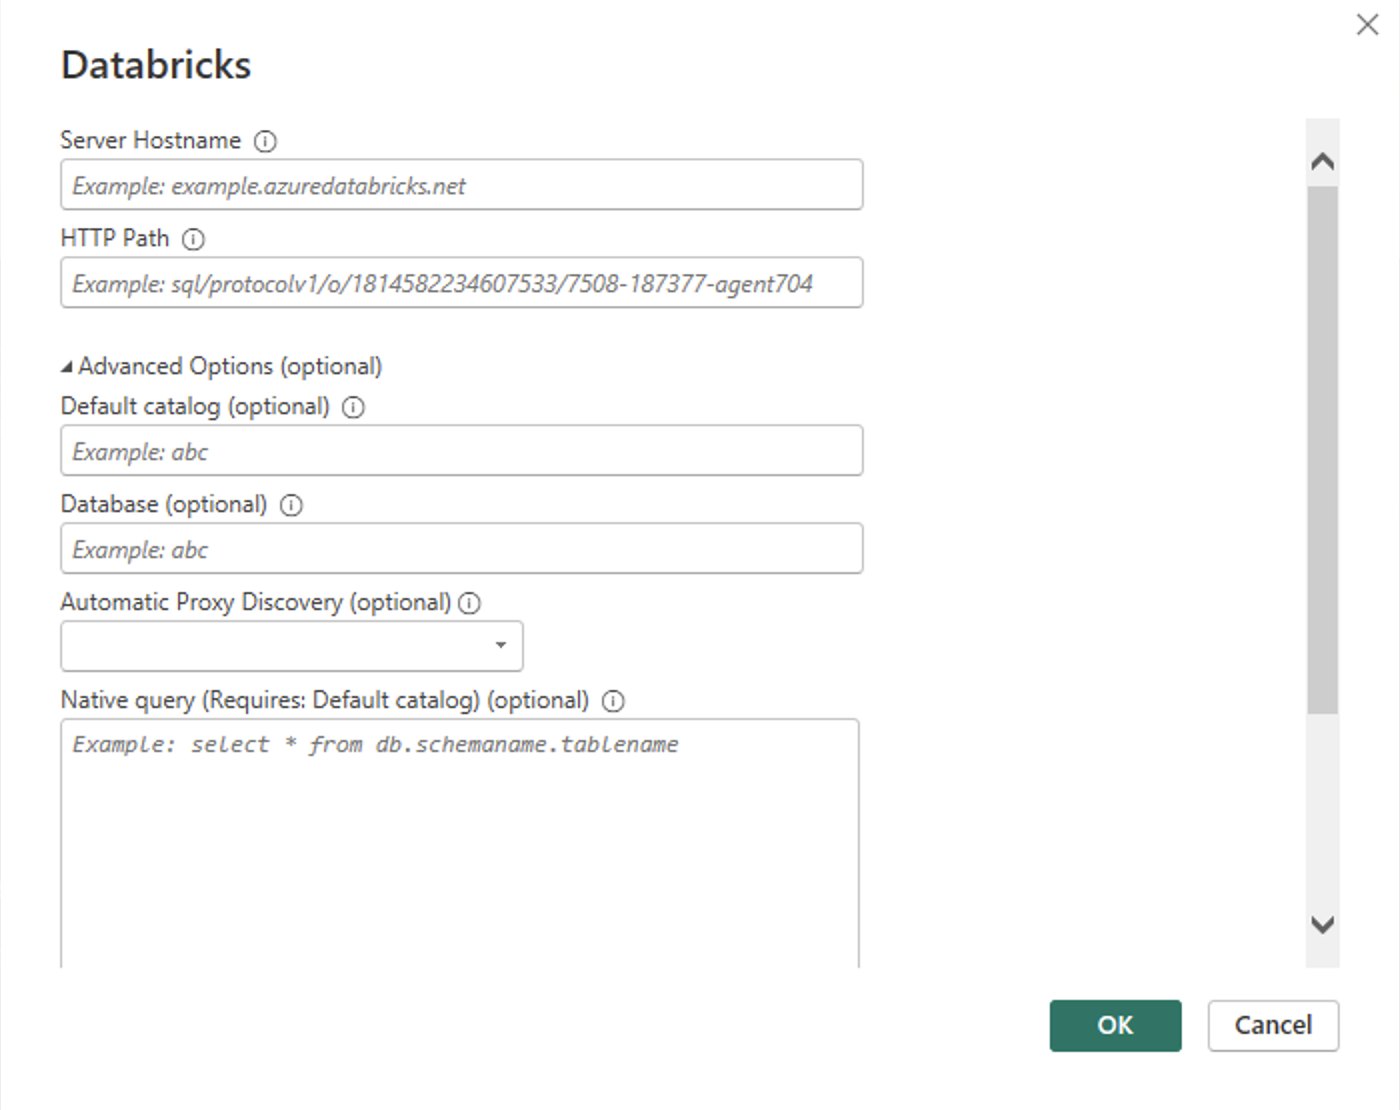 Databricks
Server Hostname
Example: example.azuredatabricks.net
HTTP Path
Example: sql/protocolv1/o/1814582234607533/7508-187377-agent704
Advanced Options (optional)
Default catalog (optional)
Example: abc
Database (optional)
Example: abc
Automatic Proxy Discovery (optional)
Native query (Requires: Default catalog) (optional)
Example: select * from db.schemaname.tablename
OK Cancel